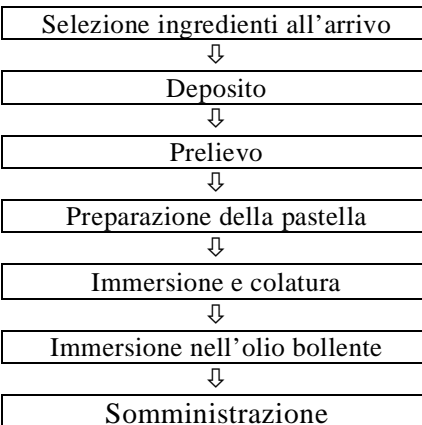 Selezione ingredienti all’arrivo
⇩
Deposito
⇩
Prelievo
⇩
Preparazione della pastella
⇩
Immersione e colatura
⇩
Immersione nell’olio bollente
⇩
Somministrazione